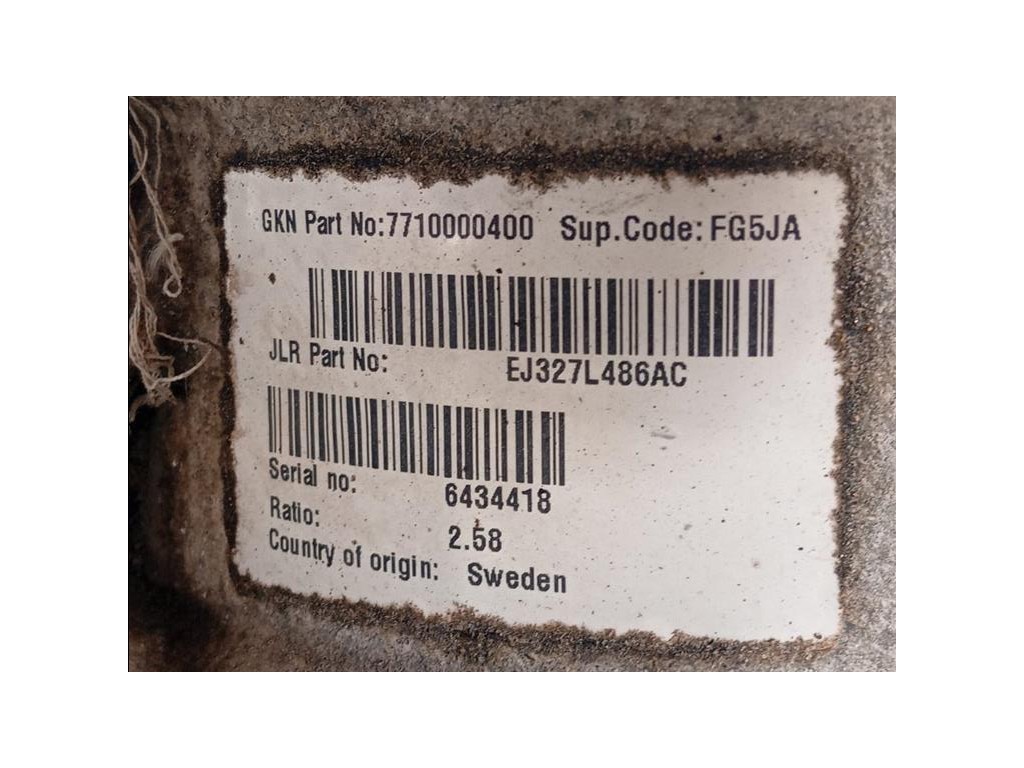 GKN Part No:7710000400 Sup.Code: FG5JA
JLR Part No: EJ327L486AC
Serial no: 6434418
Ratio: 2.58
Country of origin: Sweden